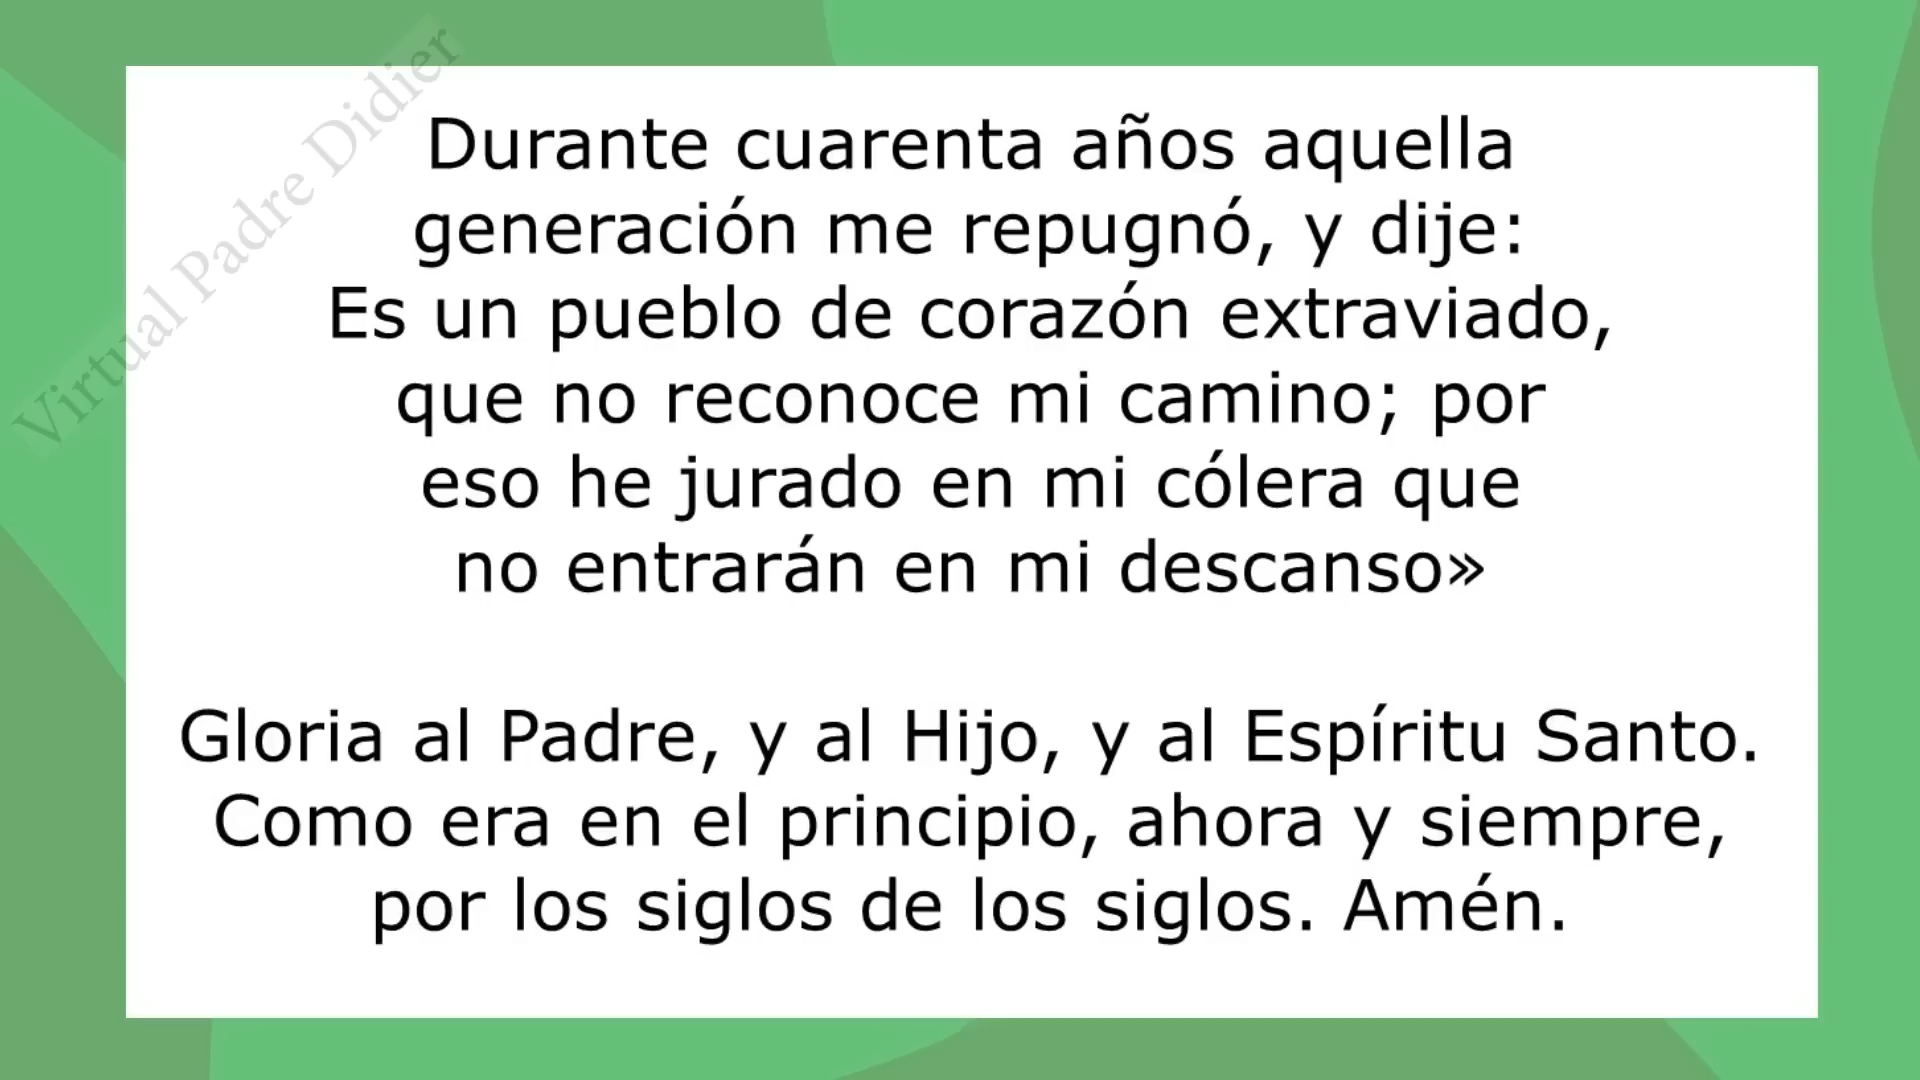 Virtual Padre Didier
Durante cuarenta años aquella
generación me repugnó, y dije:
Es un pueblo de corazón extraviado,
que no reconoce mi camino; por
eso he jurado en mi cólera que
no entrarán en mi descanso»
Gloria al Padre, y al Hijo, y al Espíritu Santo.
Como era en el principio, ahora y siempre,
por los siglos de los siglos. Amén.